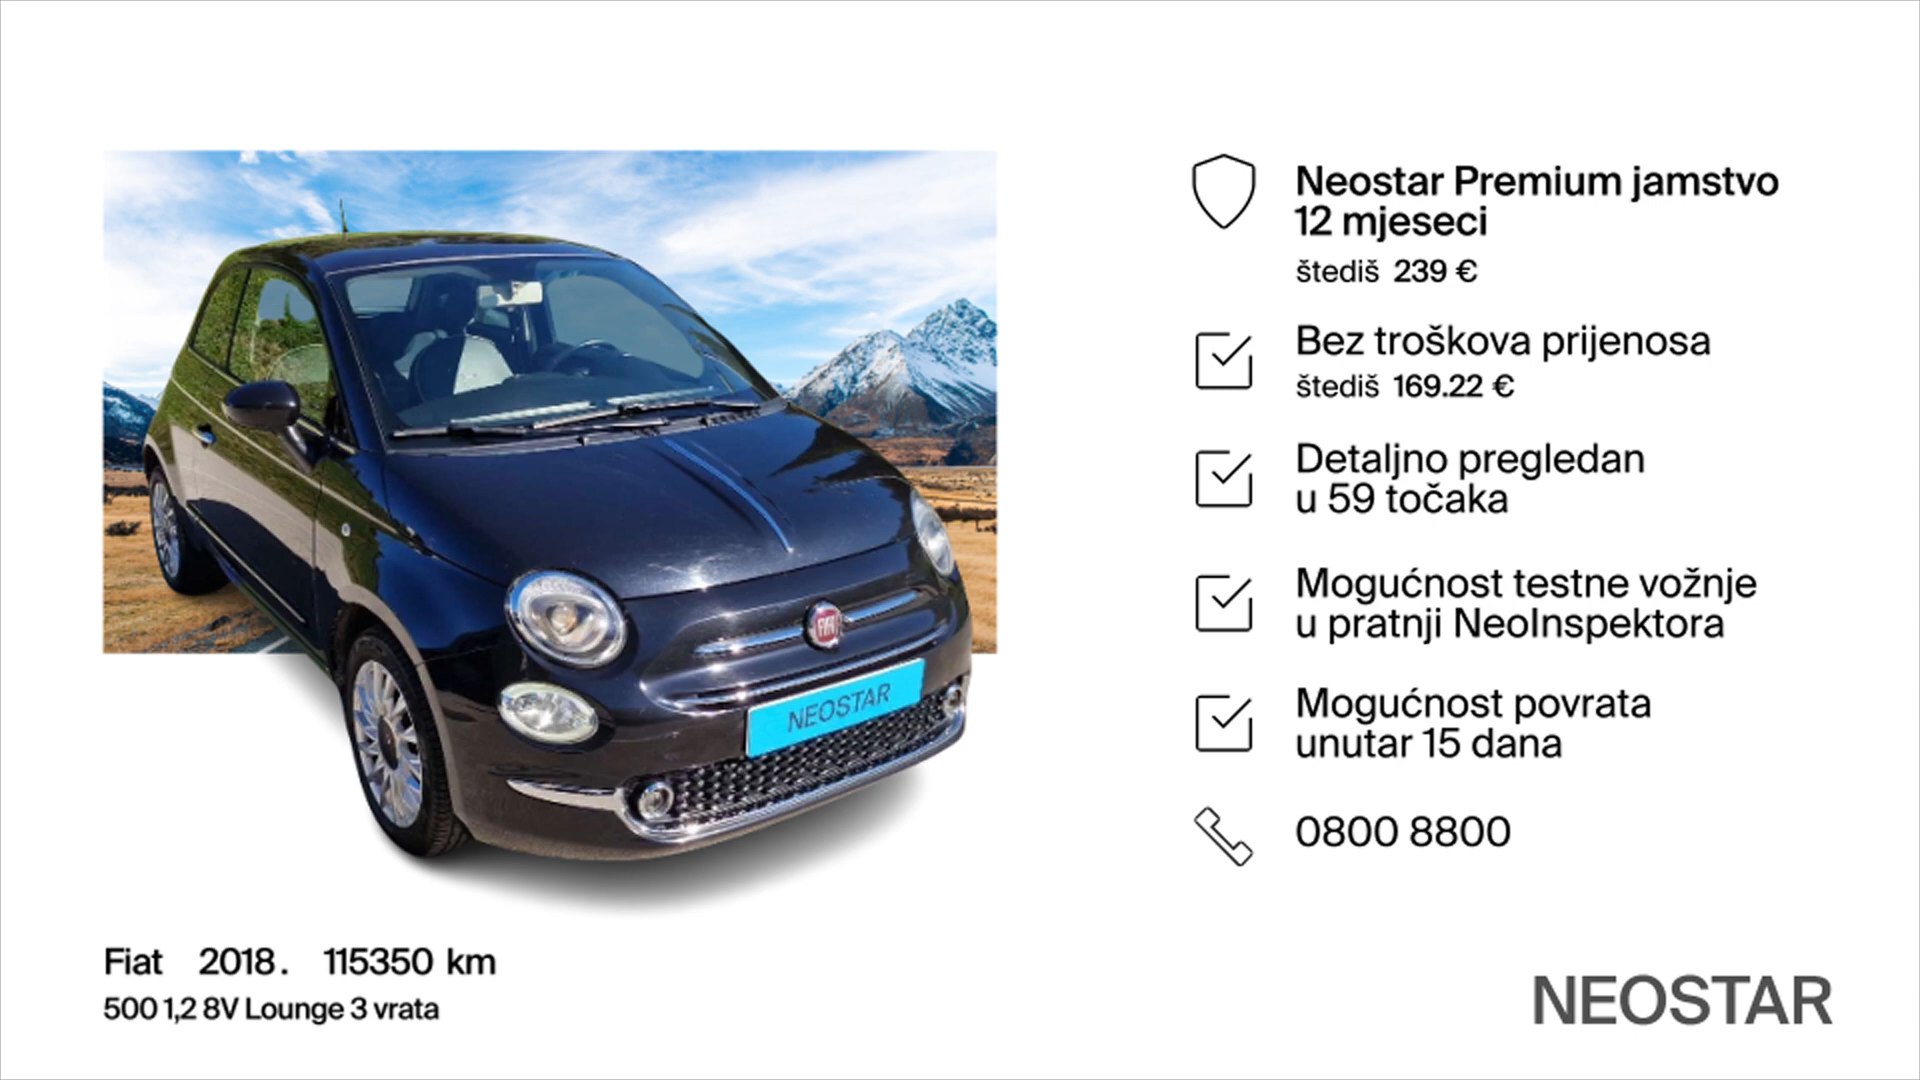 Neostar Premium jamstvo
12 mjeseci
štediš 239 €
Bez troškova prijenosa
štediš 169.22 €
Detaljno pregledan
u 59 točaka
Mogućnost testne vožnje
u pratnji NeoInspektora
Mogućnost povrata
unutar 15 dana
0800 8800
FIAT
NEOSTAR
Fiat 2018. 115350 km
500 1,2 8V Lounge 3 vrata
NEOSTAR